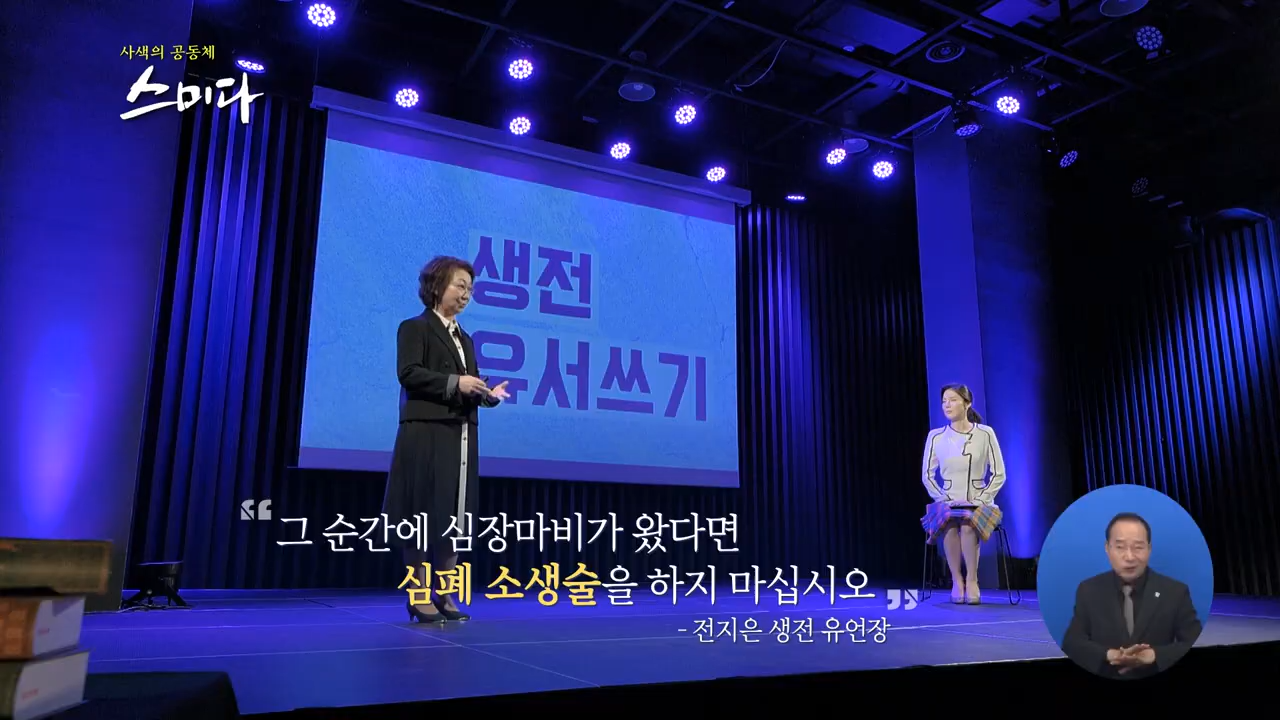 사색의 공동체
스미다
생전
유서쓰기
“그 순간에 심장마비가 왔다면
심폐 소생술을 하지 마십시오”
- 전지은 생전 유언장